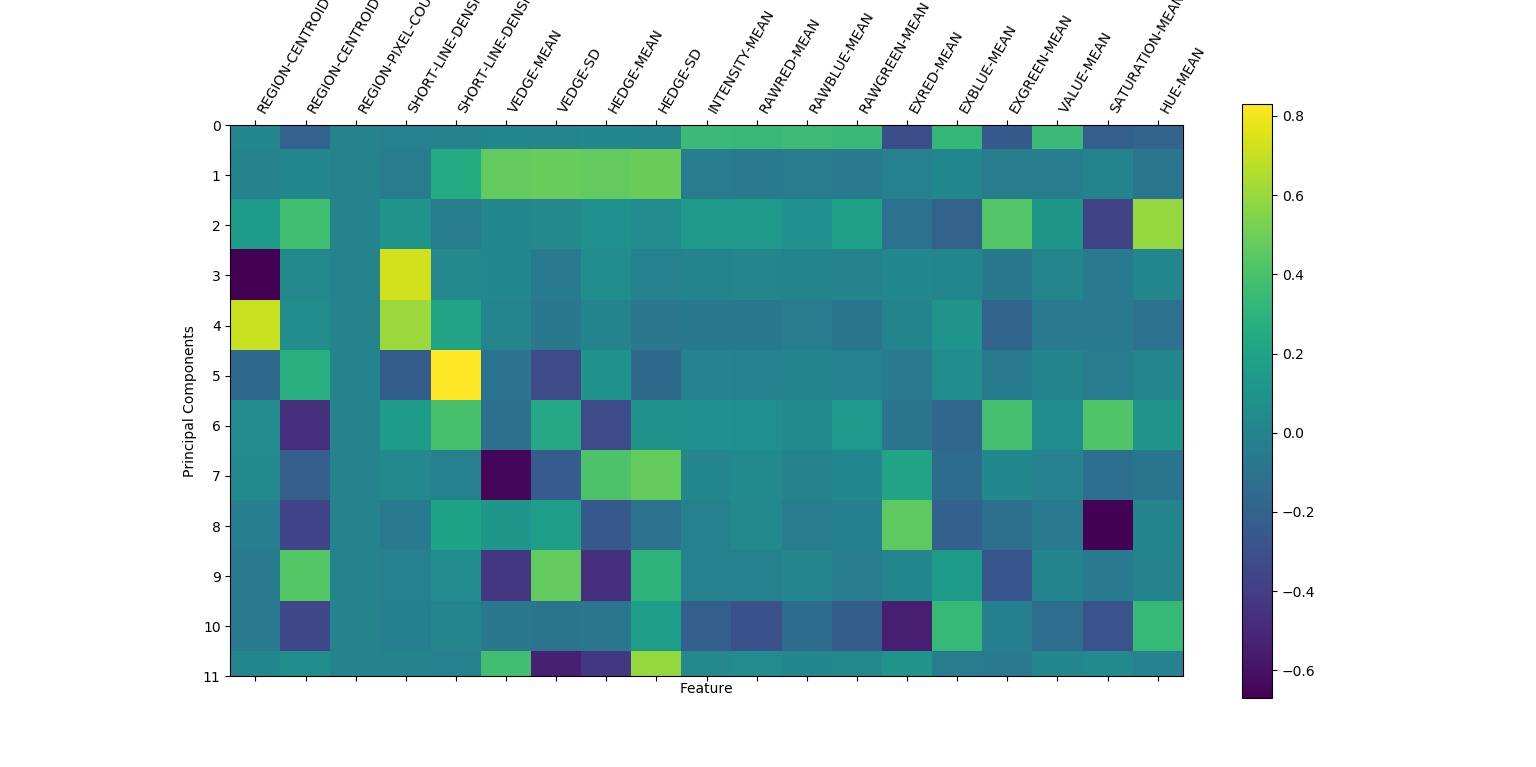 REGION-CENTROID
REGION-CENTROID
REGION-PIXEL-COU
SHORT-LINE-DENS
SHORT-LINE-DENS
VEDGE-MEAN
VEDGE-SD
HEDGE-MEAN
HEDGE-SD
INTENSITY-MEAN
RAWRED-MEAN
RAWBLUE-MEAN
RAWGREEN-MEAN
EXRED-MEAN
EXBLUE-MEAN
EXGREEN-MEAN
VALUE-MEAN
SATURATION-MEAN
HUE-MEAN
0
1
2
3
4
5
6
7
8
9
10
11
Principal Components
Feature
0.8
0.6
0.4
0.2
0.0
−0.2
−0.4
−0.6